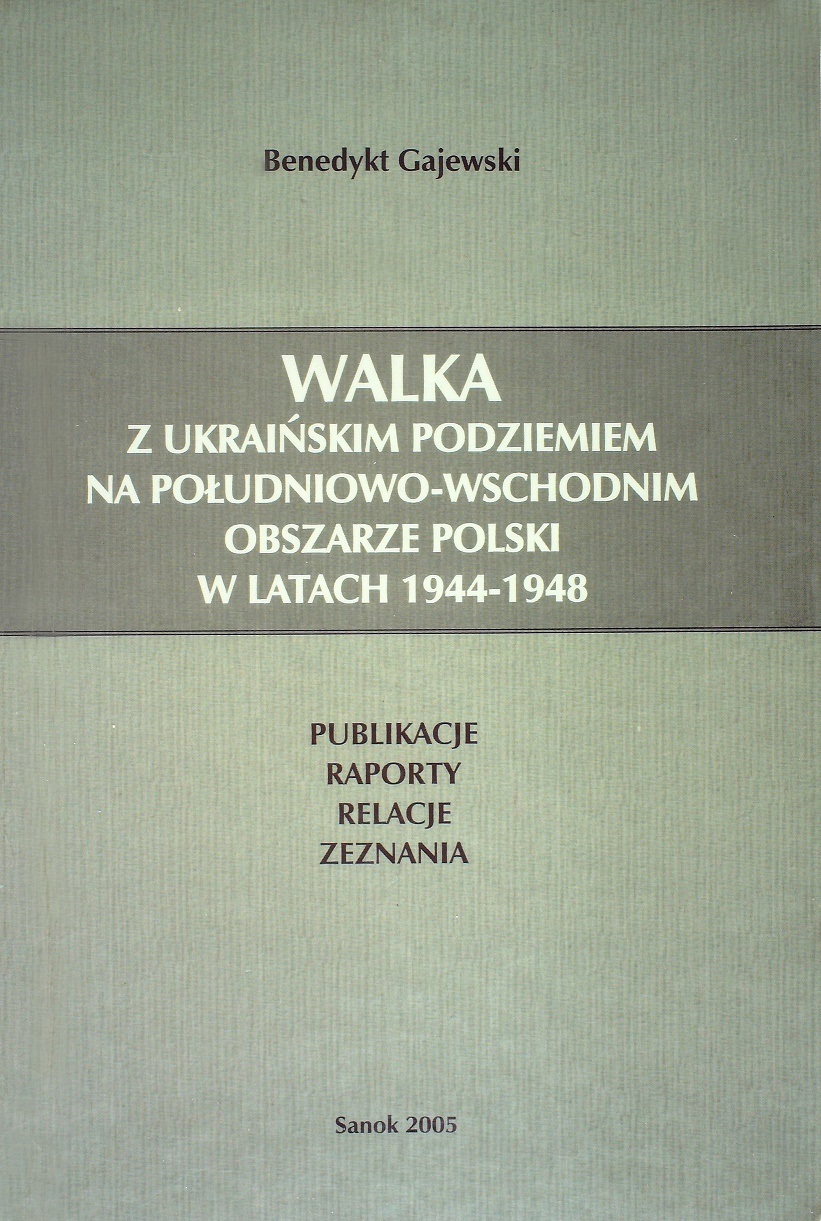 Benedykt Gajewski
WALKA
Z UKRAIŃSKIM PODZIEMIEM
NA POŁUDNIOWO-WSCHODNIM
OBSZARZE POLSKI
W LATACH 1944-1948
PUBLIKACJE
RAPORTY
RELACJE
ZEZNANIA
Sanok 2005